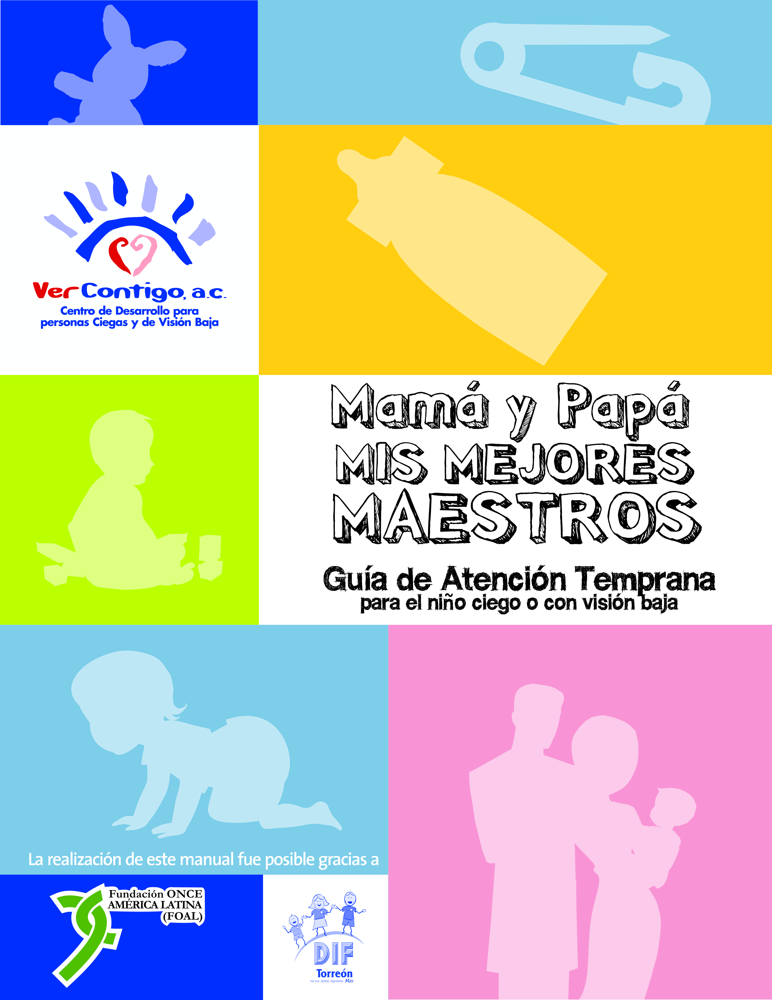 Ver Contigo, a.c.
Centro de Desarrollo para
personas Ciegas y de Visión Baja
Mamá y Papá
MIS MEJORES
MAESTROS
Guía de Atención Temprana
para el niño ciego o con visión baja
La realización de este manual fue posible gracias a
Fundación ONCE
AMÉRICA LATINA
(FOAL)
DIF
Torreón
Juntos logramos Más